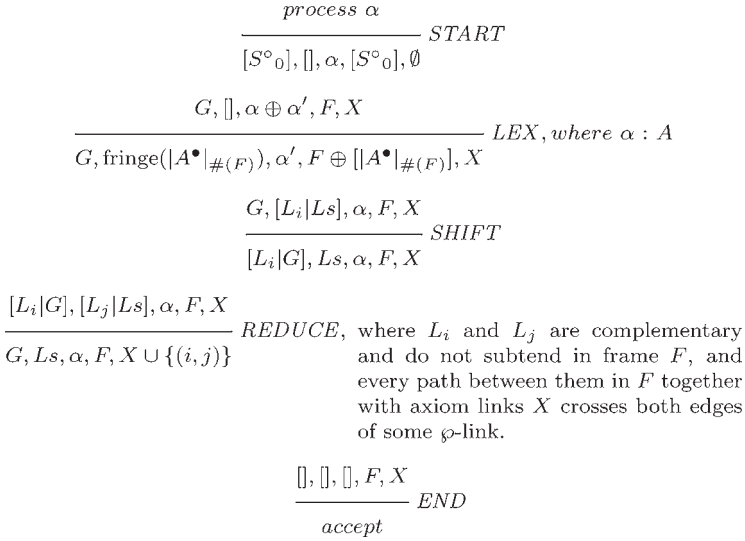 process α
[S°₀], [], α, [S°₀], ∅ START
G, [], α ⊕ α′, F, X
G, fringe(|A•|#(F)), α′, F ⊕ [|A•|#(F)], X LEX, where α : A
G, [Lᵢ|Ls], α, F, X
[Lᵢ|G], Ls, α, F, X SHIFT
[Lᵢ|G], [Lⱼ|Ls], α, F, X
G, Ls, α, F, X ∪ {(i, j)} REDUCE, where Lᵢ and Lⱼ are complementary
and do not subtend in frame F, and
every path between them in F together
with axiom links X crosses both edges
of some ℘-link.
[], [], [], F, X
accept END